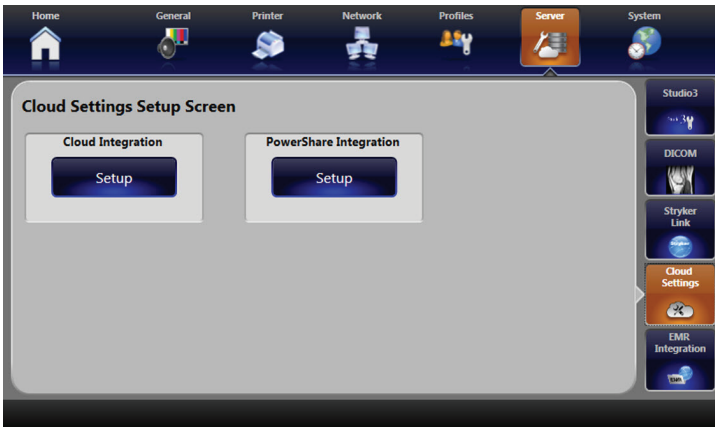 Home
General
Printer
Network
Profiles
Server
System
Cloud Settings Setup Screen
Cloud Integration
Setup
PowerShare Integration
Setup
Studio3
DICOM
Stryker
Link
Cloud
Settings
EMR
Integration